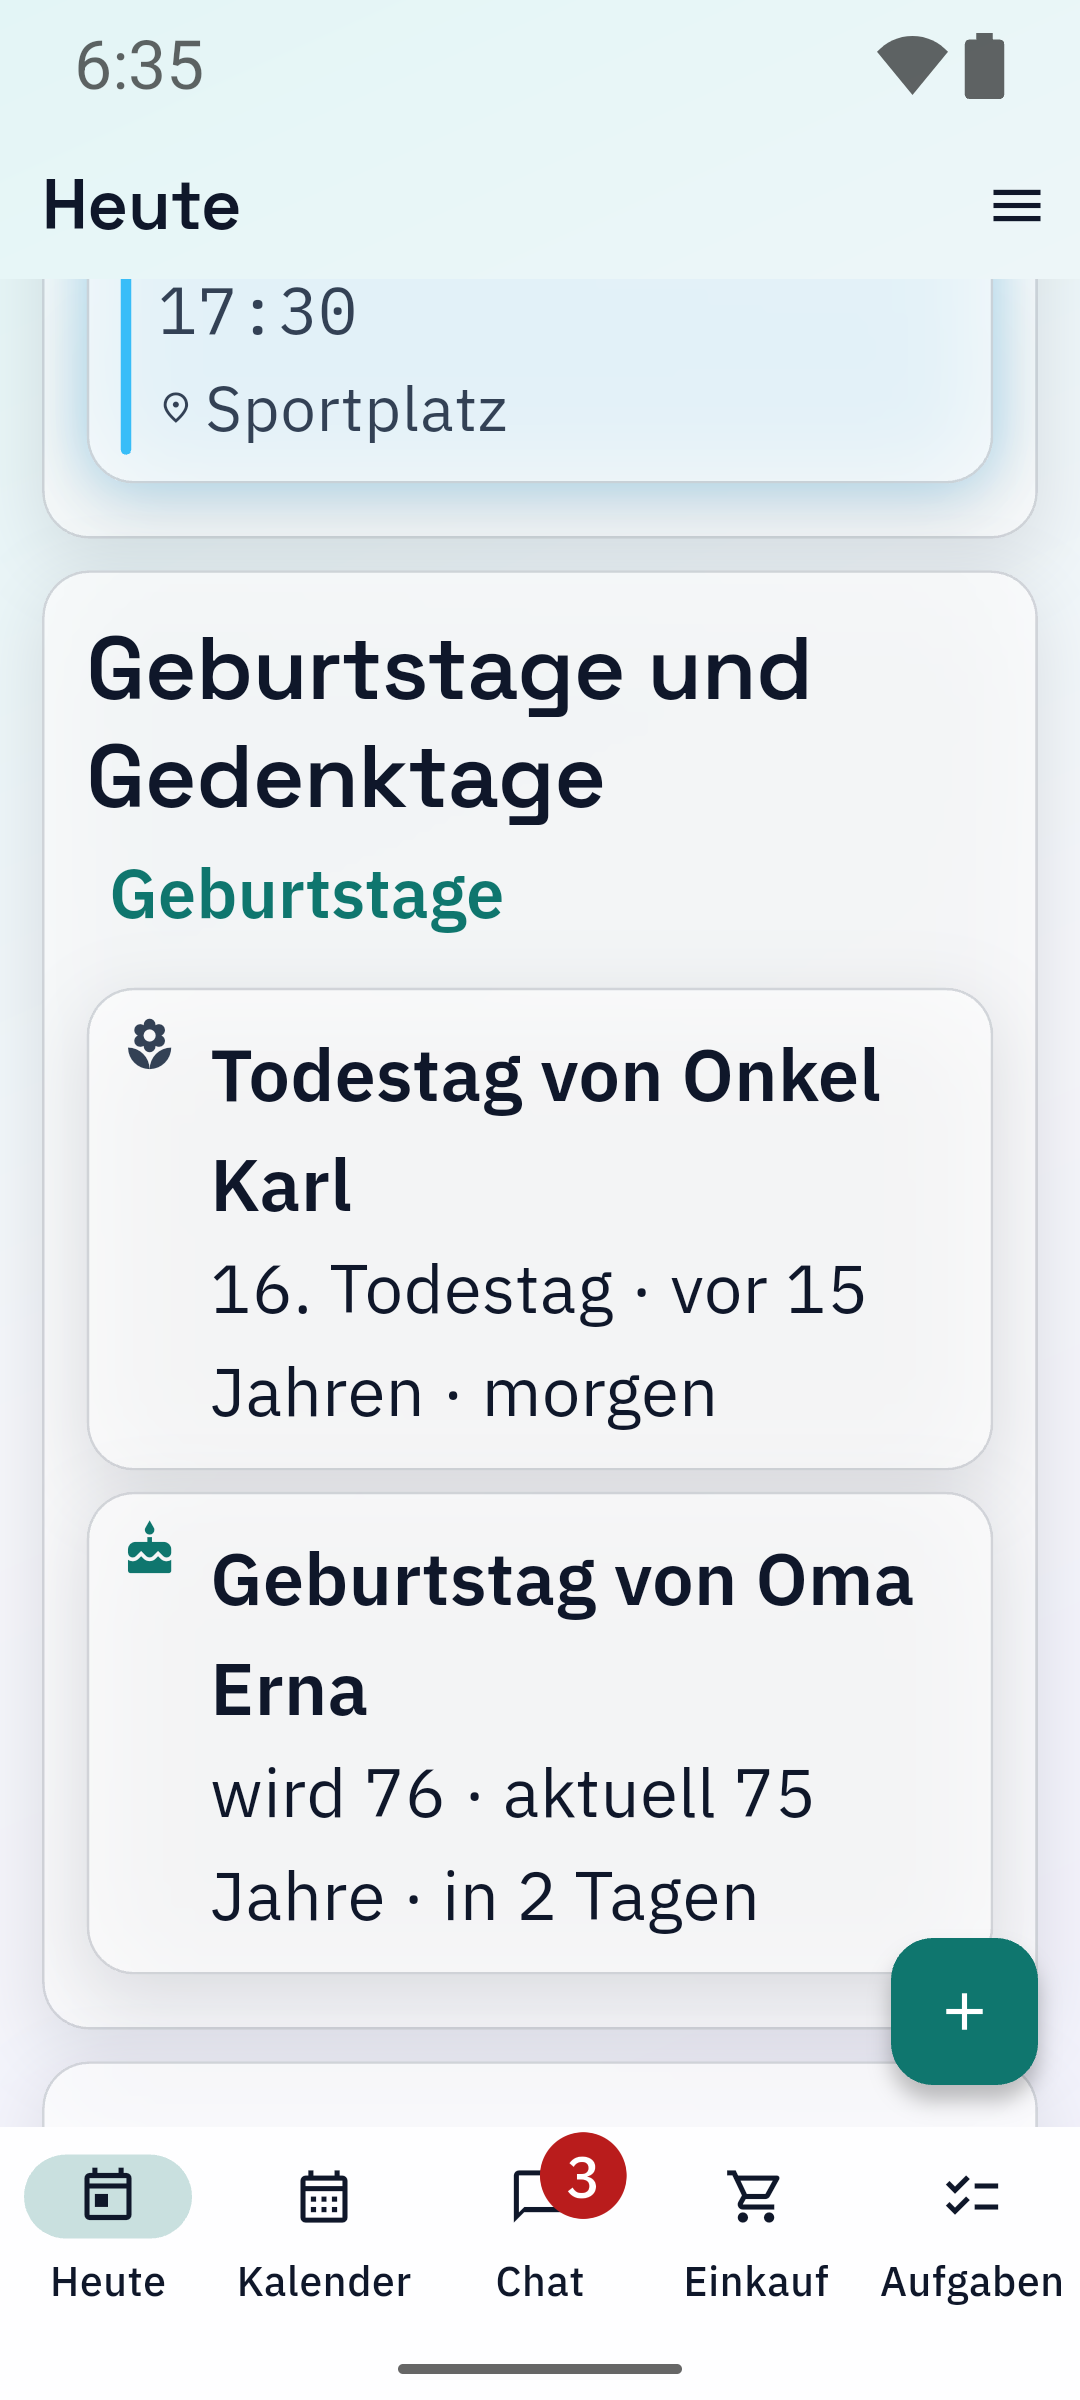 6:35
Heute
17:30
Sportplatz
Geburtstage und
Gedenktage
Geburtstage
Todestag von Onkel
Karl
16. Todestag · vor 15
Jahren · morgen
Geburtstag von Oma
Erna
wird 76 · aktuell 75
Jahre · in 2 Tagen
+
3
Heute
Kalender
Chat
Einkauf
Aufgaben